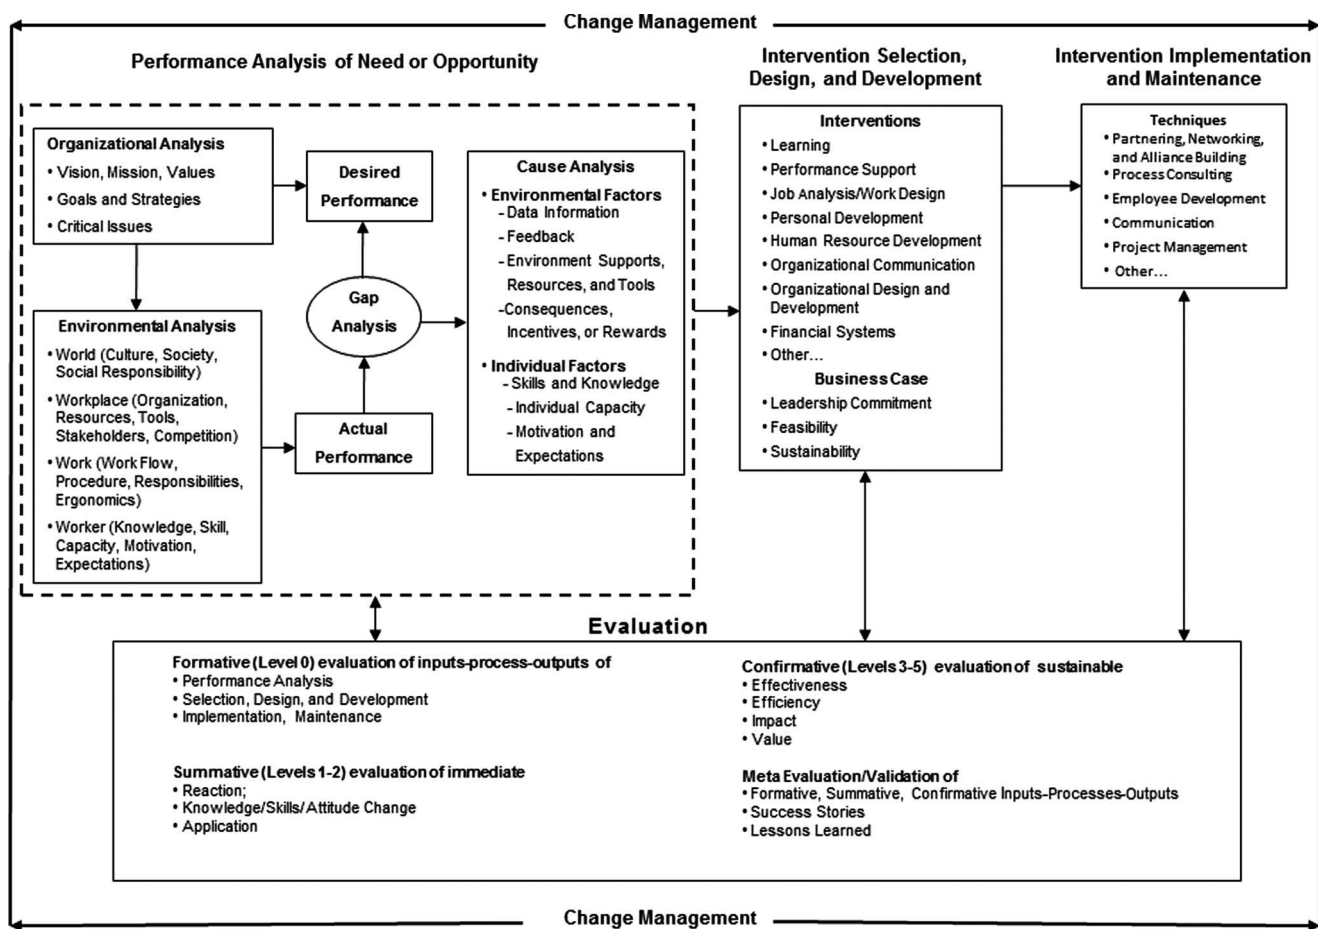 Change Management
Performance Analysis of Need or Opportunity
Intervention Selection,
Design, and Development
Intervention Implementation
and Maintenance
Organizational Analysis
• Vision, Mission, Values
• Goals and Strategies
• Critical Issues
Environmental Analysis
• World (Culture, Society,
Social Responsibility)
• Workplace (Organization,
Resources, Tools,
Stakeholders, Competition)
• Work (Work Flow,
Procedure, Responsibilities,
Ergonomics)
• Worker (Knowledge, Skill,
Capacity, Motivation,
Expectations)
Desired
Performance
Gap
Analysis
Actual
Performance
Cause Analysis
• Environmental Factors
- Data Information
- Feedback
- Environment Supports,
Resources, and Tools
- Consequences,
Incentives, or Rewards
• Individual Factors
- Skills and Knowledge
- Individual Capacity
- Motivation and
Expectations
Interventions
• Learning
• Performance Support
• Job Analysis/Work Design
• Personal Development
• Human Resource Development
• Organizational Communication
• Organizational Design and
Development
• Financial Systems
• Other...
Business Case
• Leadership Commitment
• Feasibility
• Sustainability
Techniques
• Partnering, Networking,
and Alliance Building
• Process Consulting
• Employee Development
• Communication
• Project Management
• Other...
Evaluation
Formative (Level 0) evaluation of inputs-process-outputs of
• Performance Analysis
• Selection, Design, and Development
• Implementation, Maintenance
Summative (Levels 1-2) evaluation of immediate
• Reaction;
• Knowledge/Skills/Attitude Change
• Application
Confirmative (Levels 3-5) evaluation of sustainable
• Effectiveness
• Efficiency
• Impact
• Value
Meta Evaluation/Validation of
• Formative, Summative, Confirmative Inputs-Processes-Outputs
• Success Stories
• Lessons Learned
Change Management